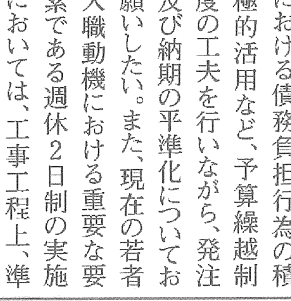 における債務負担行為の積
極的活用など、予算繰越制
度の工夫を行いながら、発注
及び納期の平準化についてお
願いしたい。また、現在の若者
入職動機における重要な要
素である週休2日制の実施
においては、工事工程上、準